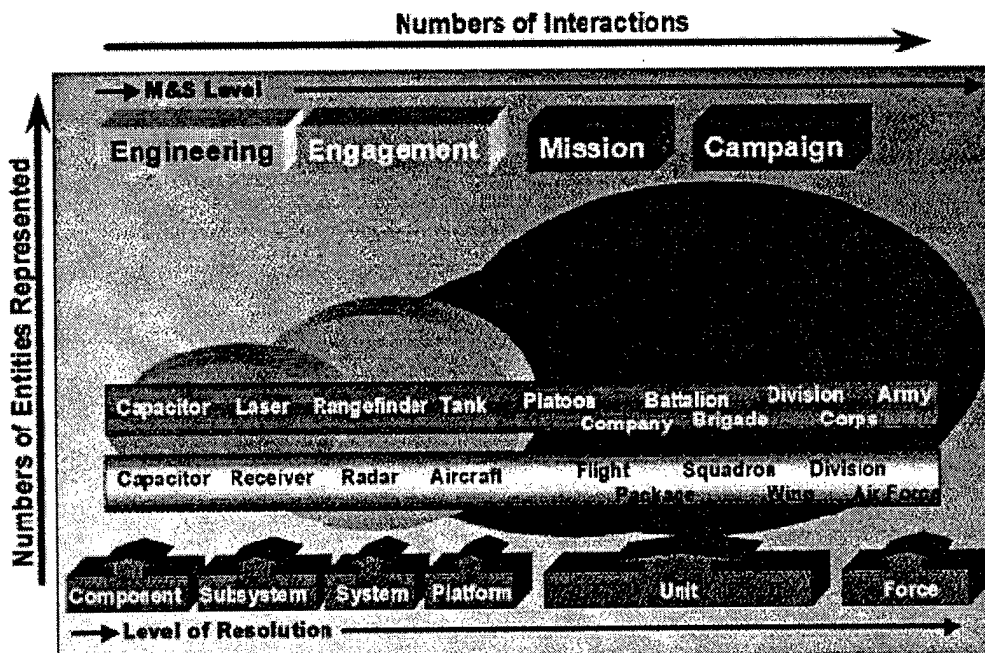 Numbers of Interactions
Numbers of Entities Represented
M&S Level
Engineering Engagement Mission Campaign
Capacitor Laser Rangefinder Tank Platoon Battalion Division Army
Company Brigade Corps
Capacitor Receiver Radar Aircraft Flight Squadron Division
Package Wing Air Force
Component Subsystem System Platform Unit Force
Level of Resolution